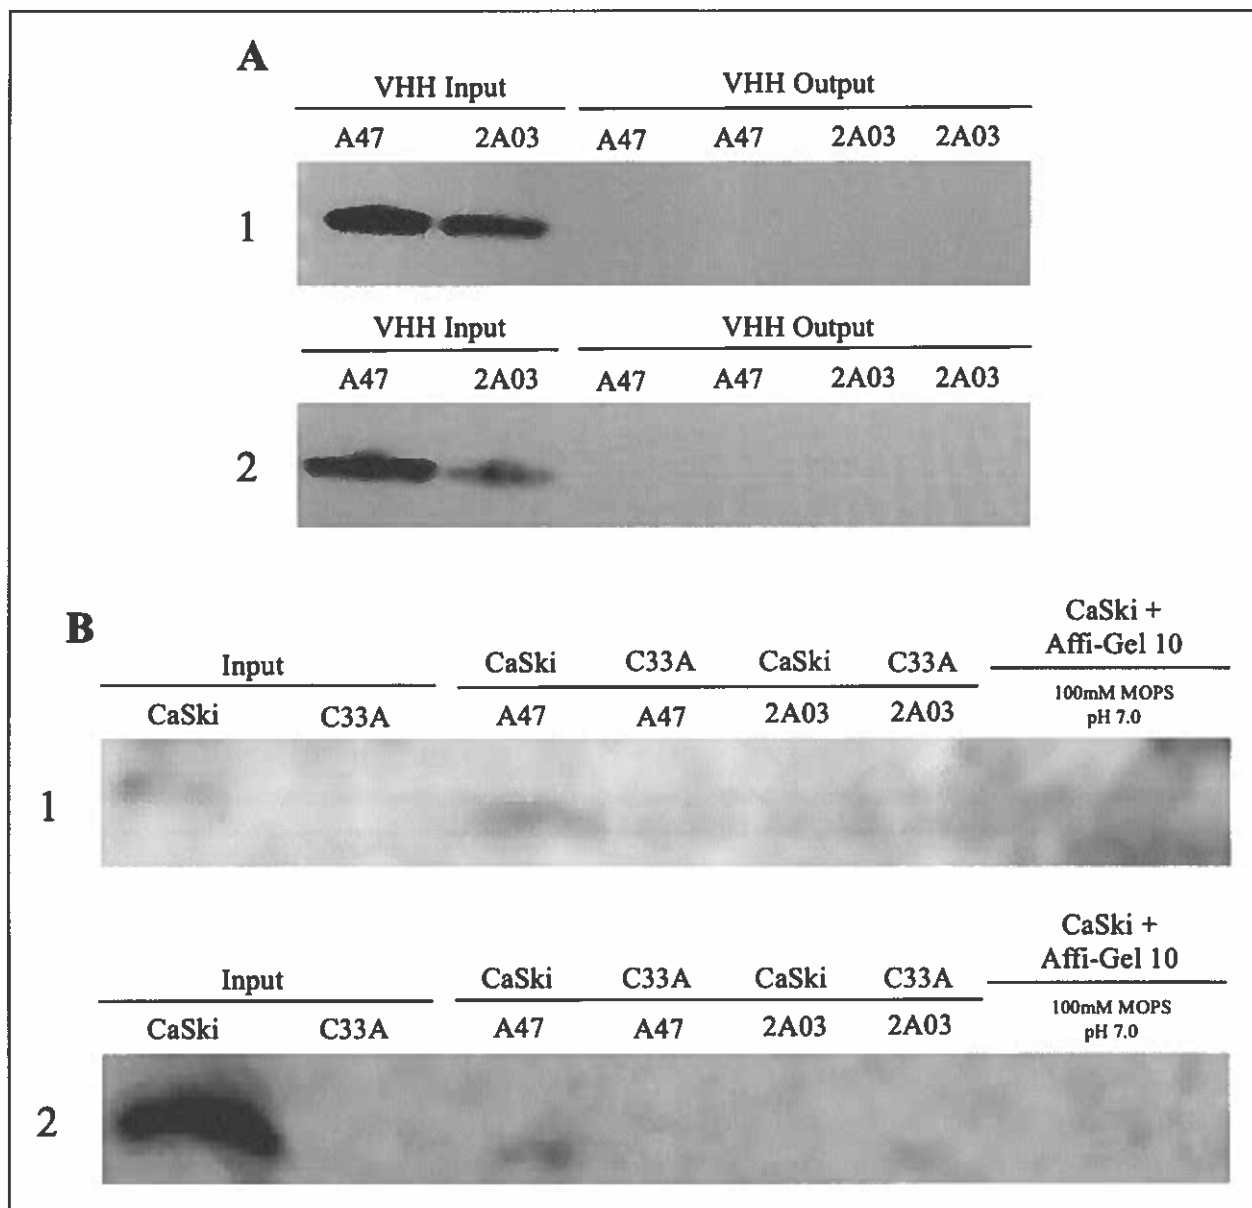 A
VHH Input VHH Output
A47 2A03 A47 A47 2A03 2A03
1
VHH Input VHH Output
A47 2A03 A47 A47 2A03 2A03
2
B
CaSki +
Affi-Gel 10
Input CaSki C33A CaSki C33A
CaSki C33A A47 A47 2A03 2A03 100mM MOPS
pH 7.0
1
CaSki +
Affi-Gel 10
Input CaSki C33A CaSki C33A
CaSki C33A A47 A47 2A03 2A03 100mM MOPS
pH 7.0
2